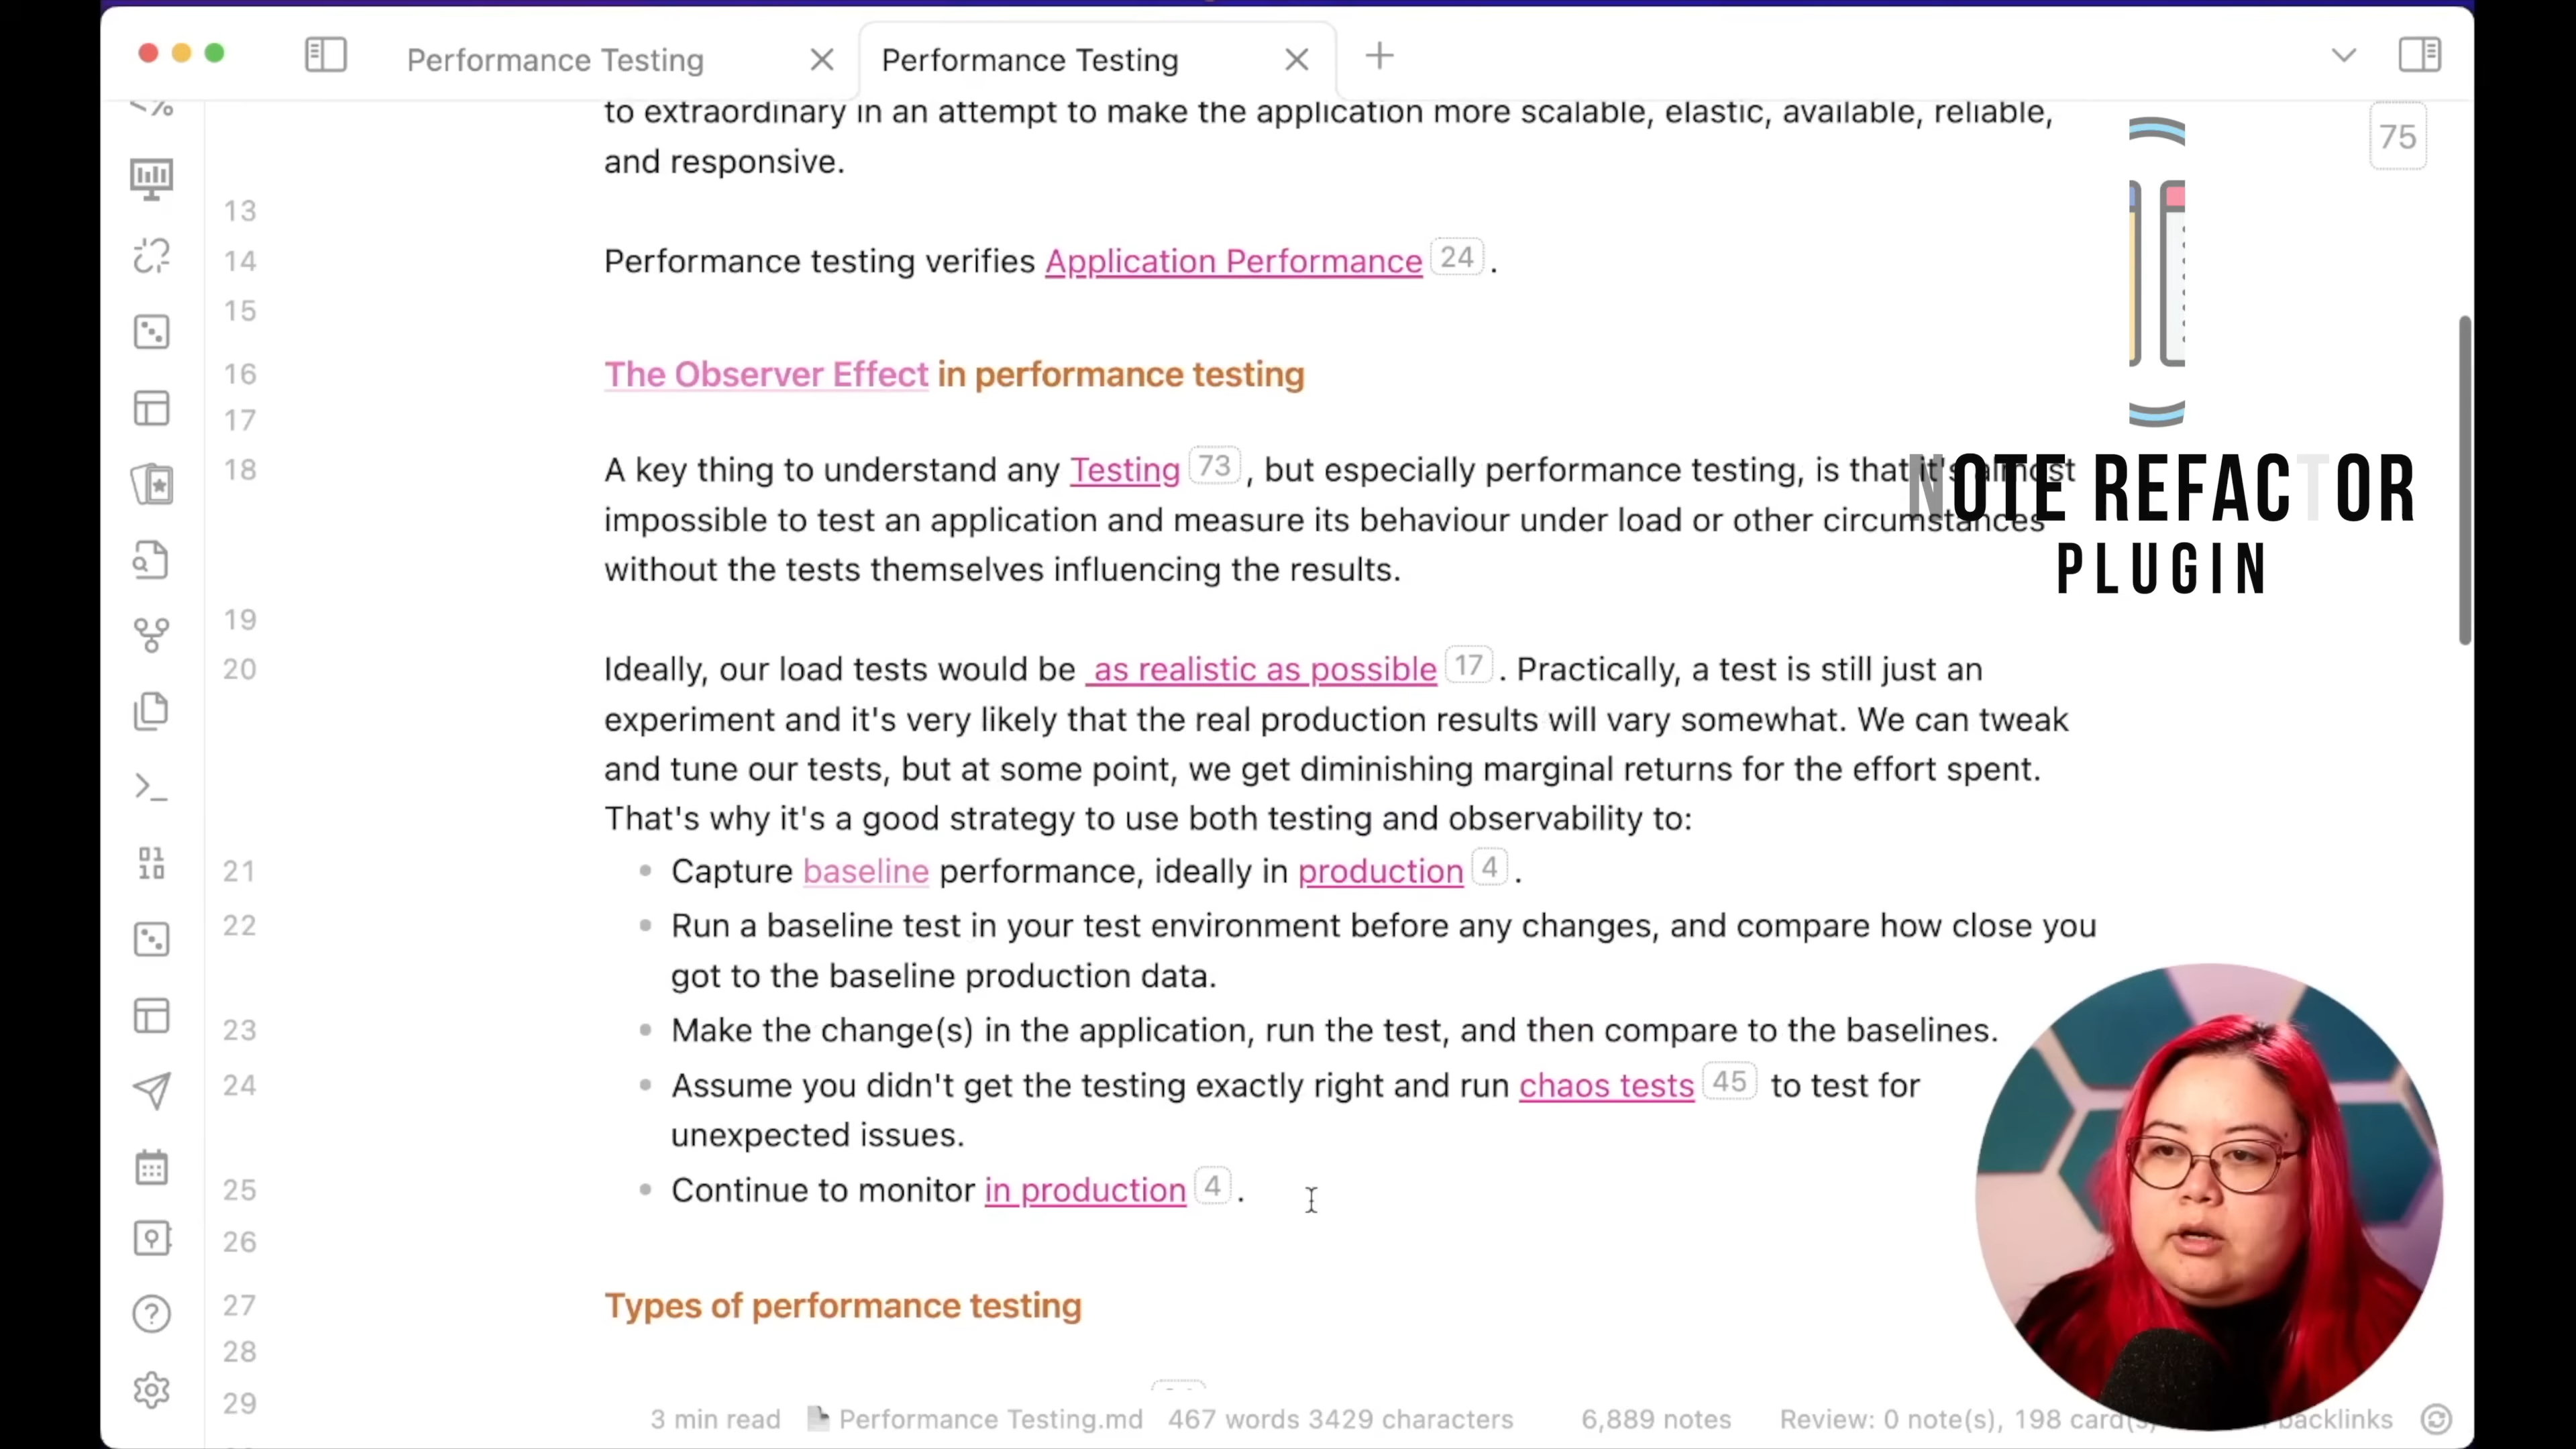 Performance Testing
Performance Testing
to extraordinary in an attempt to make the application more scalable, elastic, available, reliable,
and responsive.
75
13
14 Performance testing verifies Application Performance 24 .
15
16 The Observer Effect in performance testing
17
18 A key thing to understand any Testing 73 , but especially performance testing, is that it's almost
impossible to test an application and measure its behaviour under load or other circumstances
without the tests themselves influencing the results.
NOTE REFACTOR
PLUGIN
19
20 Ideally, our load tests would be as realistic as possible 17 . Practically, a test is still just an
experiment and it's very likely that the real production results will vary somewhat. We can tweak
and tune our tests, but at some point, we get diminishing marginal returns for the effort spent.
That's why it's a good strategy to use both testing and observability to:
21 Capture baseline performance, ideally in production 4 .
22 Run a baseline test in your test environment before any changes, and compare how close you
got to the baseline production data.
23 Make the change(s) in the application, run the test, and then compare to the baselines.
24 Assume you didn't get the testing exactly right and run chaos tests 45 to test for
unexpected issues.
25 Continue to monitor in production 4 .
26
27 Types of performance testing
28
29
3 min read Performance Testing.md 467 words 3429 characters 6,889 notes Review: 0 note(s), 198 card(s) backlinks